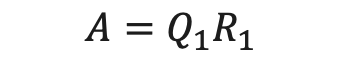 A = Q₁R₁